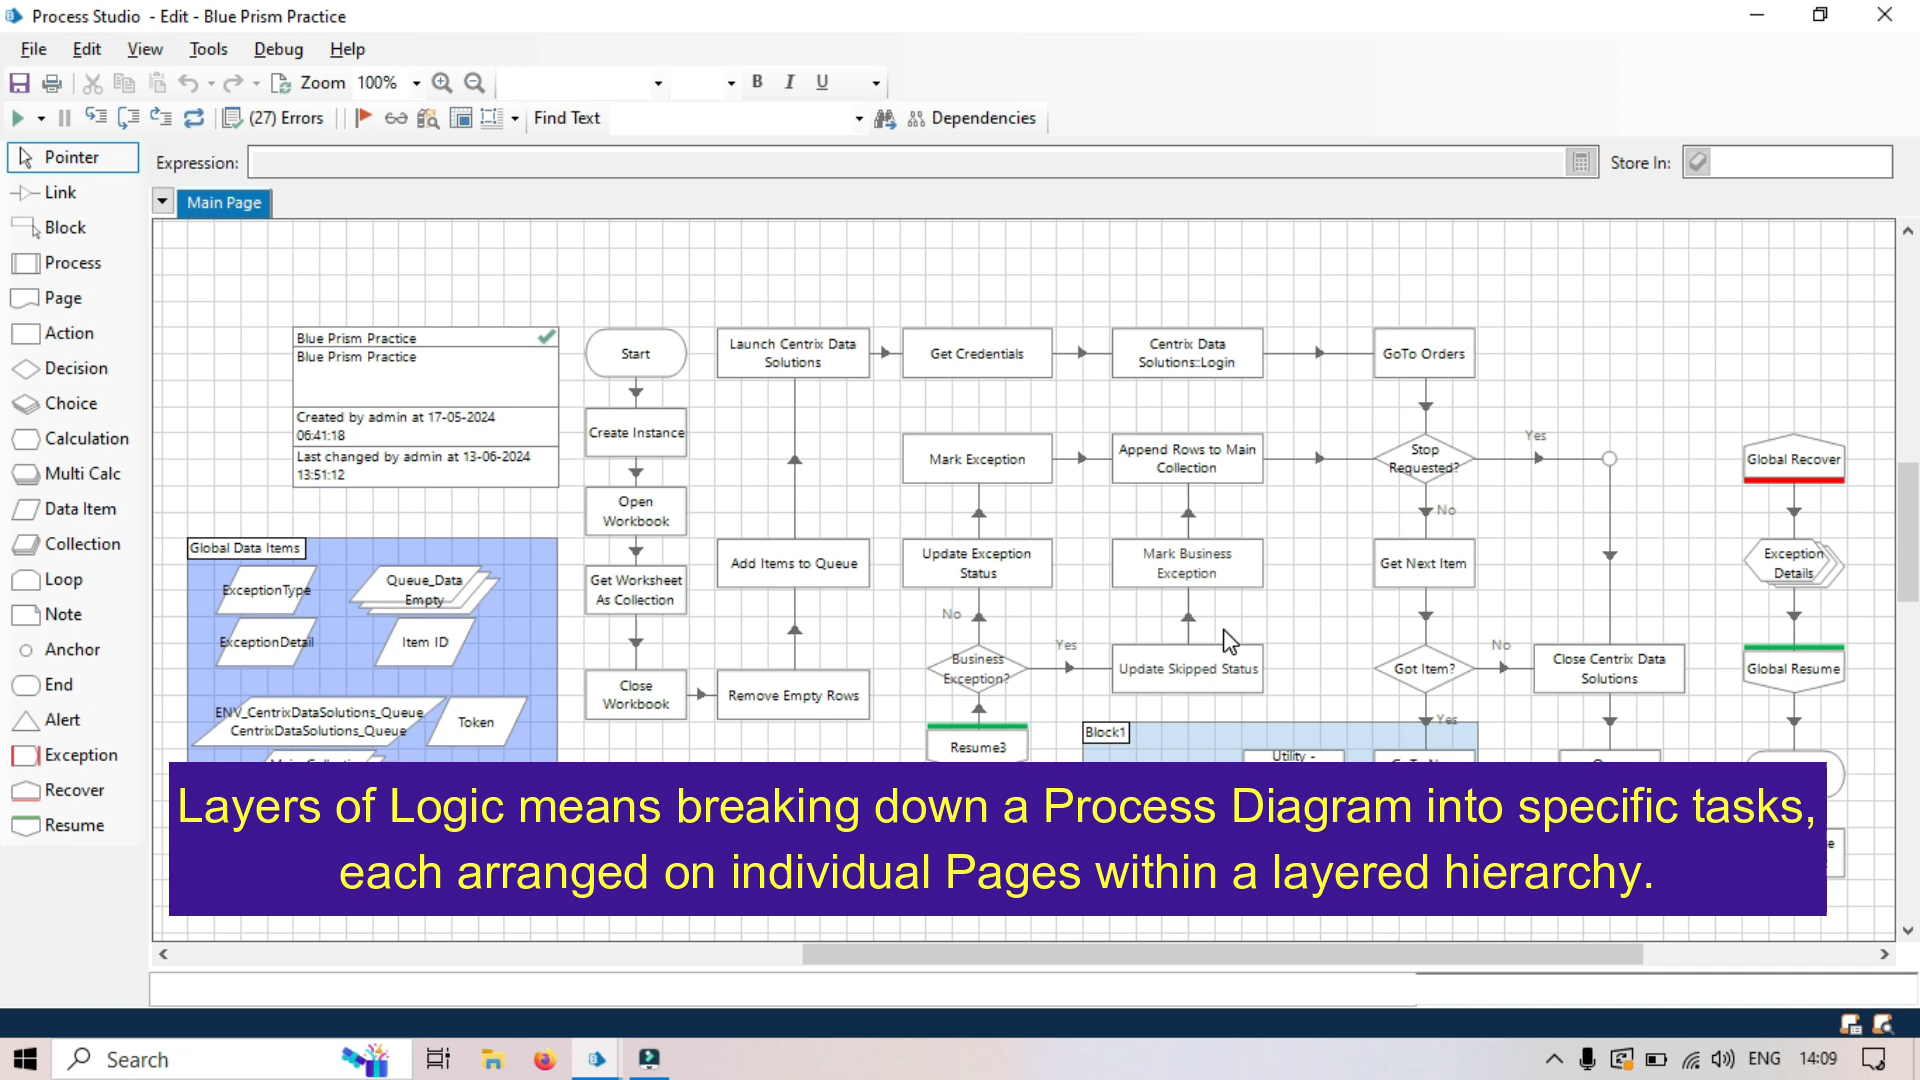 Process Studio - Edit - Blue Prism Practice
File Edit View Tools Debug Help
Zoom 100% B I U
(27) Errors Find Text Dependencies
Pointer
Link
Block
Process
Page
Action
Decision
Choice
Calculation
Multi Calc
Data Item
Collection
Loop
Note
Anchor
End
Alert
Exception
Recover
Resume
Expression: Store In:
Main Page
Blue Prism Practice
Blue Prism Practice
Created by admin at 17-05-2024
06:41:18
Last changed by admin at 13-06-2024
13:51:12
Global Data Items
ExceptionType
Queue_Data
Empty
ExceptionDetail
Item ID
ENV_CentrixDataSolutions_Queue
CentrixDataSolutions_Queue
Token
Start
Create Instance
Open
Workbook
Get Worksheet
As Collection
Close
Workbook
Launch Centrix Data
Solutions
Add Items to Queue
Remove Empty Rows
Get Credentials
Mark Exception
Update Exception
Status
No
Business
Exception?
Yes
Resume3
Centrix Data
Solutions::Login
Append Rows to Main
Collection
Mark Business
Exception
Update Skipped Status
Block1
Utility -
GoTo Orders
Stop
Requested?
Yes
No
Get Next Item
Got Item?
No
Yes
Close Centrix Data
Solutions
Global Recover
Exception
Details
Global Resume
Layers of Logic means breaking down a Process Diagram into specific tasks,
each arranged on individual Pages within a layered hierarchy.
Search
ENG 14:09